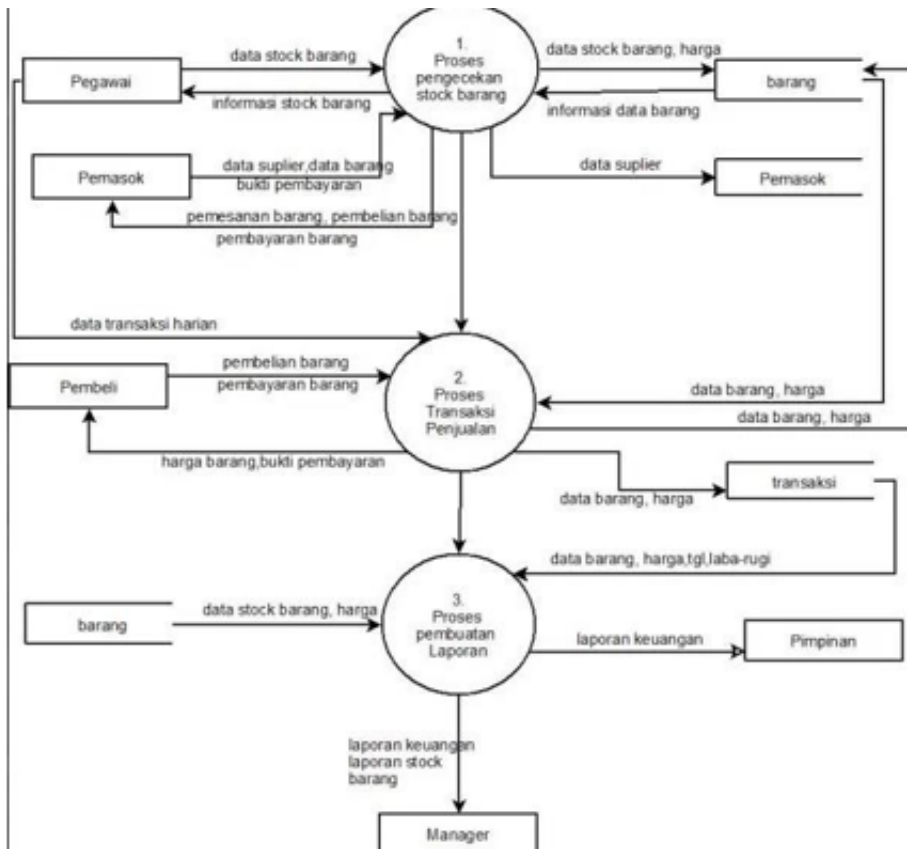 1.
Proses
pengecekan
stock barang
data stock barang
data stock barang, harga
Pegawai
barang
informasi stock barang
informasi data barang
data suplier,data barang
bukti pembayaran
data suplier
Pemasok
Pemasok
pemesanan barang, pembelian barang
pembayaran barang
data transaksi harian
pembelian barang
pembayaran barang
Pembeli
2.
Proses
Transaksi
Penjualan
data barang, harga
data barang, harga
harga barang,bukti pembayaran
data barang, harga
transaksi
data barang, harga,tgl,laba-rugi
3.
Proses
pembuatan
Laporan
data stock barang, harga
barang
laporan keuangan
Pimpinan
laporan keuangan
laporan stock
barang
Manager